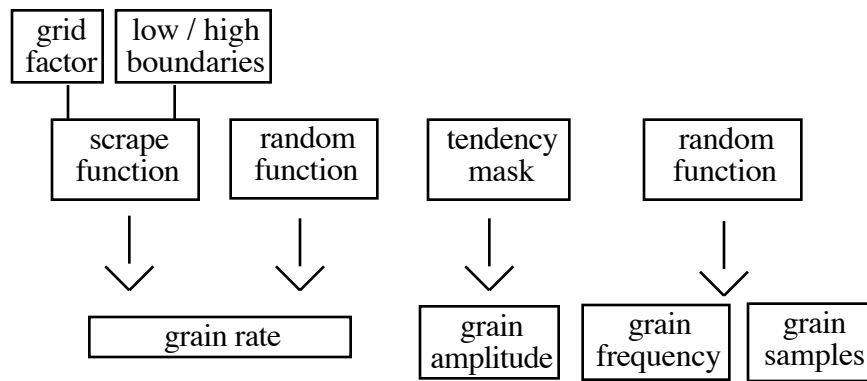 grid
factor
low / high
boundaries
scrape
function
random
function
tendency
mask
random
function
grain rate
grain
amplitude
grain
frequency
grain
samples